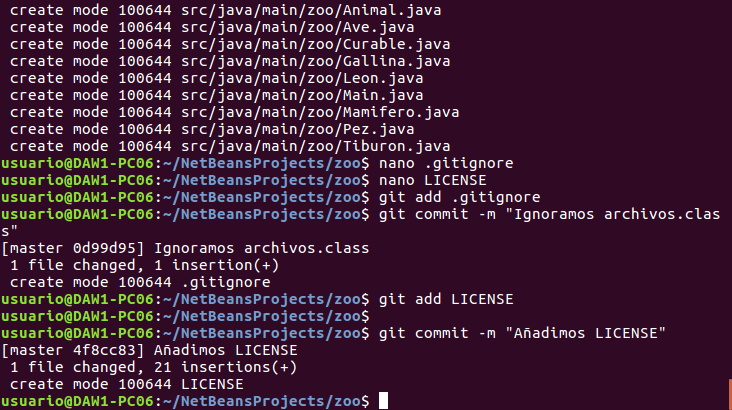 create mode 100644 src/java/main/zoo/Animal.java
create mode 100644 src/java/main/zoo/Ave.java
create mode 100644 src/java/main/zoo/Curable.java
create mode 100644 src/java/main/zoo/Gallina.java
create mode 100644 src/java/main/zoo/Leon.java
create mode 100644 src/java/main/zoo/Main.java
create mode 100644 src/java/main/zoo/Mamifero.java
create mode 100644 src/java/main/zoo/Pez.java
create mode 100644 src/java/main/zoo/Tiburon.java
usuario@DAW1-PC06:~/NetBeansProjects/zoo$ nano .gitignore
usuario@DAW1-PC06:~/NetBeansProjects/zoo$ nano LICENSE
usuario@DAW1-PC06:~/NetBeansProjects/zoo$ git add .gitignore
usuario@DAW1-PC06:~/NetBeansProjects/zoo$ git commit -m "Ignoramos archivos.clas
s"
[master 0d99d95] Ignoramos archivos.class
1 file changed, 1 insertion(+)
create mode 100644 .gitignore
usuario@DAW1-PC06:~/NetBeansProjects/zoo$ git add LICENSE
usuario@DAW1-PC06:~/NetBeansProjects/zoo$
usuario@DAW1-PC06:~/NetBeansProjects/zoo$ git commit -m "Añadimos LICENSE"
[master 4f8cc83] Añadimos LICENSE
1 file changed, 21 insertions(+)
create mode 100644 LICENSE
usuario@DAW1-PC06:~/NetBeansProjects/zoo$